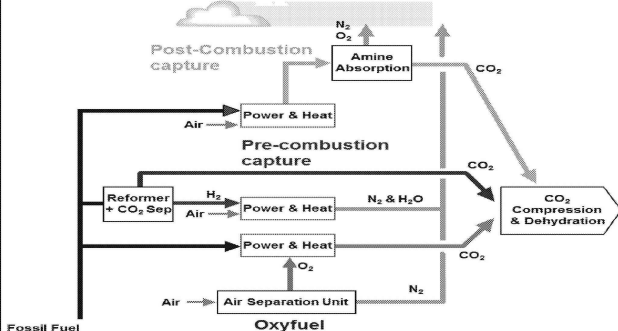 N₂
O₂
Post-Combustion
capture
Amine
Absorption
CO₂
Power & Heat
Air
Pre-combustion
capture
CO₂
Reformer
+ CO₂ Sep
H₂
Air
Power & Heat
N₂ & H₂O
CO₂
Compression
& Dehydration
Power & Heat
CO₂
O₂
Air
Air Separation Unit
N₂
Fossil Fuel
Oxyfuel